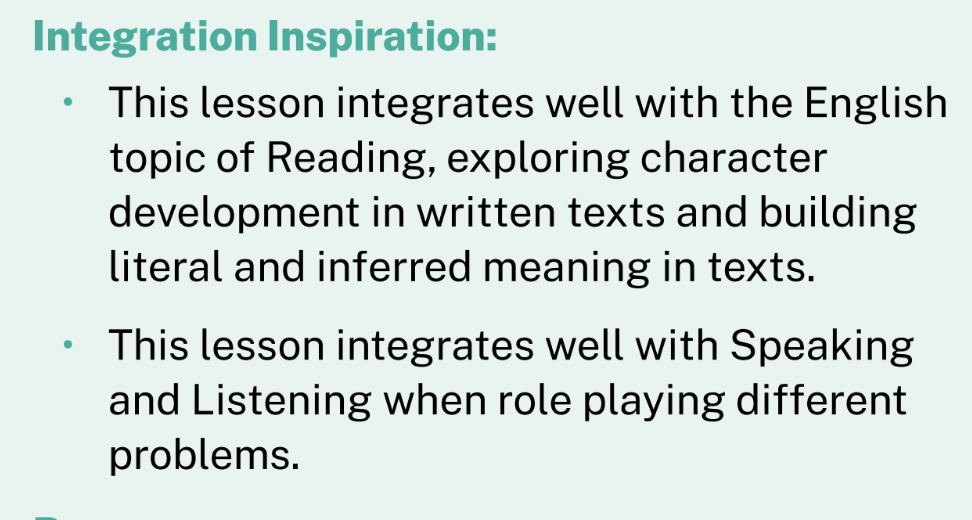 Integration Inspiration:
• This lesson integrates well with the English
topic of Reading, exploring character
development in written texts and building
literal and inferred meaning in texts.
• This lesson integrates well with Speaking
and Listening when role playing different
problems.